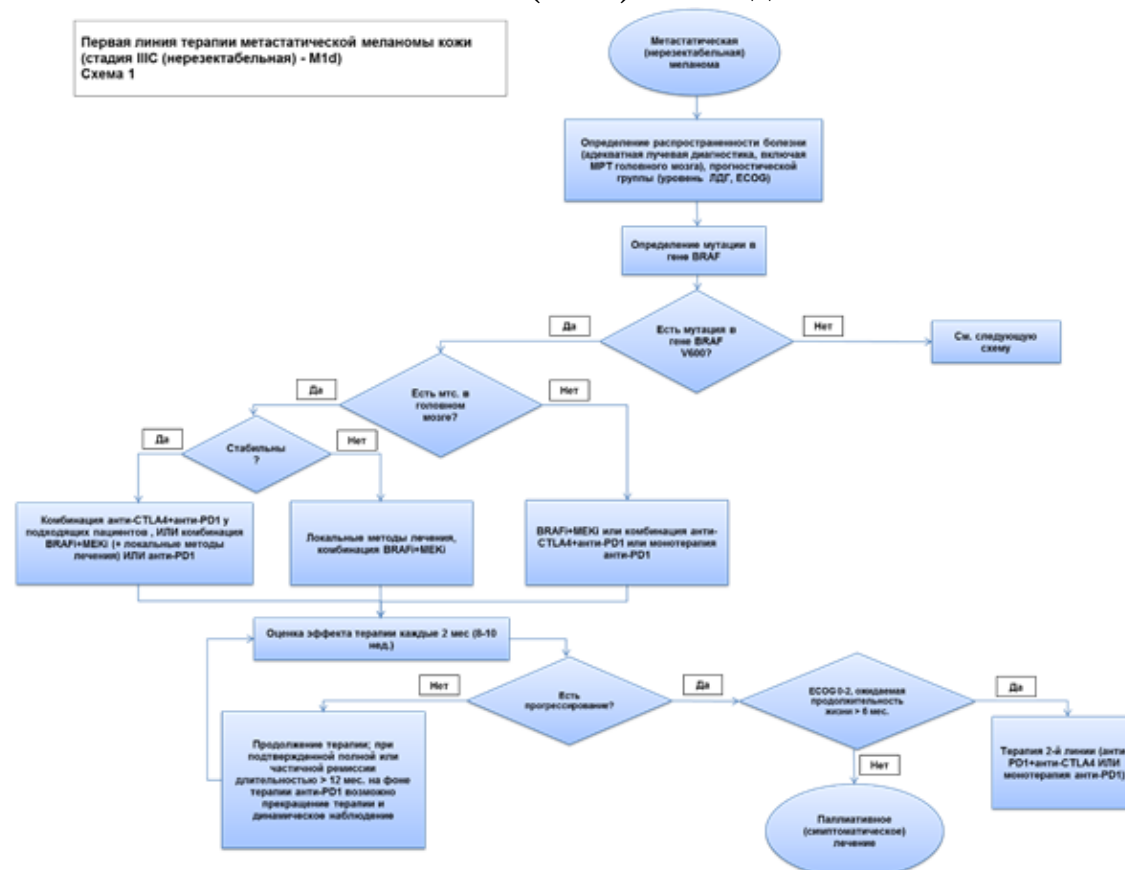 Первая линия терапии метастатической меланомы кожи
(стадия IIIC (нерезектабельная) - M1d)
Схема 1
Метастатическая
(нерезектабельная)
меланома
Определение распространенности болезни
(адекватная лучевая диагностика, включая
МРТ головного мозга), прогностической
группы (уровень ЛДГ, ECOG)
Определение мутации в
гене BRAF
Есть мутация в
гене BRAF
V600?
Да
Нет
См. следующую
схему
Есть мтс. в
головном
мозге?
Да
Нет
Стабильны
?
Да
Нет
Комбинация анти-CTLA4+анти-PD1 у
подходящих пациентов , ИЛИ комбинация
BRAFi+MEKi (+ локальные методы
лечения) ИЛИ анти-PD1
Локальные методы лечения,
комбинация BRAFi+MEKi
BRAFi+MEKi или комбинация анти-
CTLA4+анти-PD1 или монотерапия
анти-PD1
Оценка эффекта терапии каждые 2 мес (8-10
нед.)
Есть
прогрессирование?
Нет
Да
ECOG 0-2, ожидаемая
продолжительность
жизни > 6 мес.
Да
Нет
Продолжение терапии; при
подтвержденной полной или
частичной ремиссии
длительностью > 12 мес. на фоне
терапии анти-PD1 возможно
прекращение терапии и
динамическое наблюдение
Терапия 2-й линии (анти
PD1+анти-CTLA4 ИЛИ
монотерапия анти-PD1)
Паллиативное
(симптоматическое)
лечение